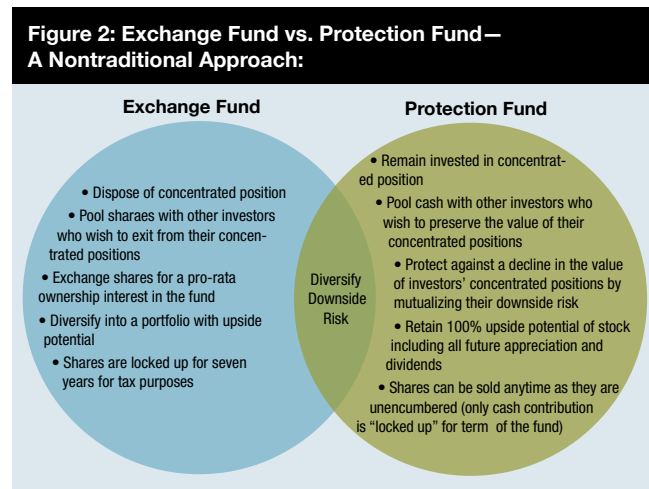 Figure 2: Exchange Fund vs. Protection Fund—
A Nontraditional Approach:
Exchange Fund
• Dispose of concentrated position
• Pool sharaes with other investors
who wish to exit from their concen-
trated positions
• Exchange shares for a pro-rata
ownership interest in the fund
• Diversify into a portfolio with upside
potential
• Shares are locked up for seven
years for tax purposes
Diversify
Downside
Risk
Protection Fund
• Remain invested in concentrat-
ed position
• Pool cash with other investors who
wish to preserve the value of their
concentrated positions
• Protect against a decline in the value
of investors' concentrated positions by
mutualizing their downside risk
• Retain 100% upside potential of stock
including all future appreciation and
dividends
• Shares can be sold anytime as they are
unencumbered (only cash contribution
is “locked up” for term of the fund)